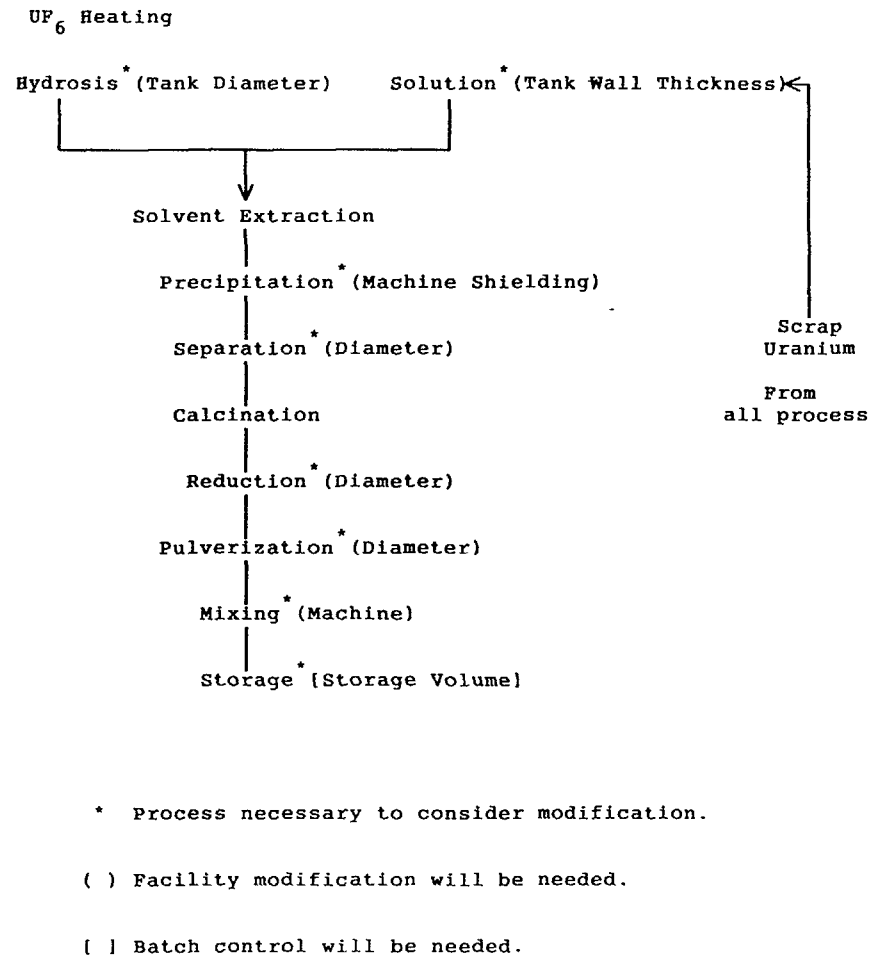 UF6 Heating
Hydrosis*(Tank Diameter) Solution*(Tank Wall Thickness)
Solvent Extraction
Precipitation*(Machine Shielding)
Scrap
Separation*(Diameter) Uranium
From
Calcination all process
Reduction*(Diameter)
Pulverization*(Diameter)
Mixing*(Machine)
Storage*[Storage Volume]
* Process necessary to consider modification.
( ) Facility modification will be needed.
[ ] Batch control will be needed.